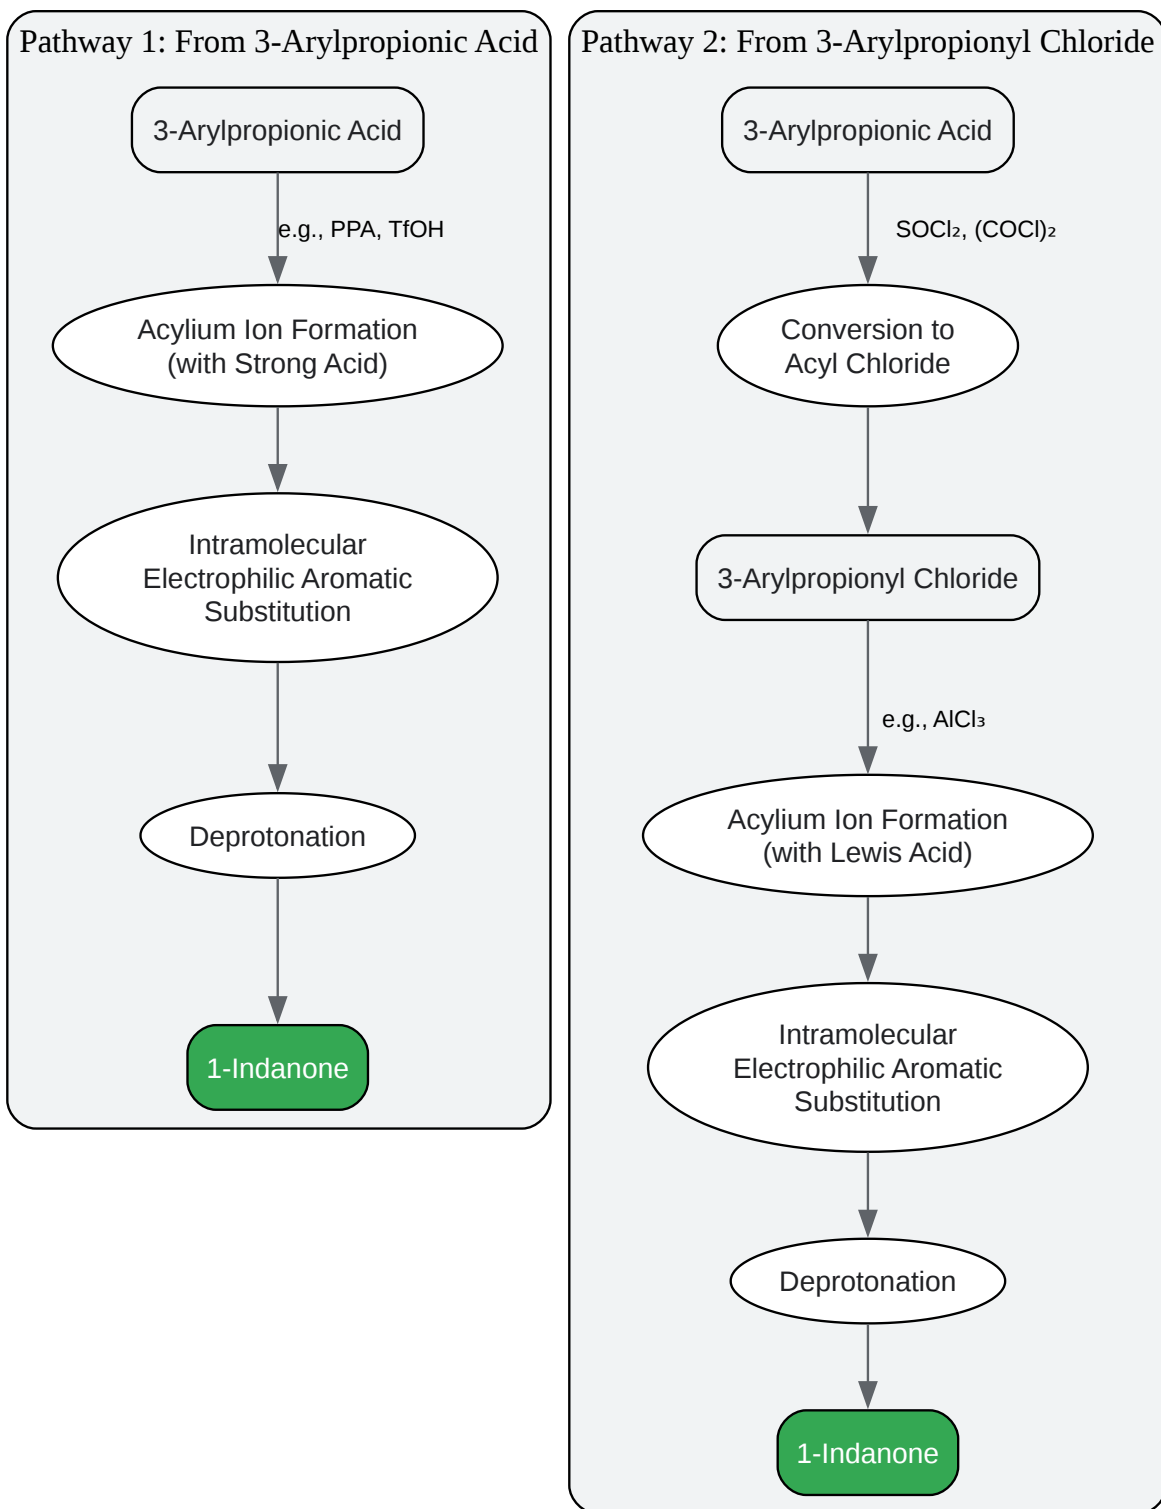 Pathway 1: From 3-Arylpropionic Acid
3-Arylpropionic Acid
e.g., PPA, TfOH
Acylium Ion Formation
(with Strong Acid)
Intramolecular
Electrophilic Aromatic
Substitution
Deprotonation
1-Indanone
Pathway 2: From 3-Arylpropionyl Chloride
3-Arylpropionic Acid
SOCl₂, (COCl)₂
Conversion to
Acyl Chloride
3-Arylpropionyl Chloride
e.g., AlCl₃
Acylium Ion Formation
(with Lewis Acid)
Intramolecular
Electrophilic Aromatic
Substitution
Deprotonation
1-Indanone